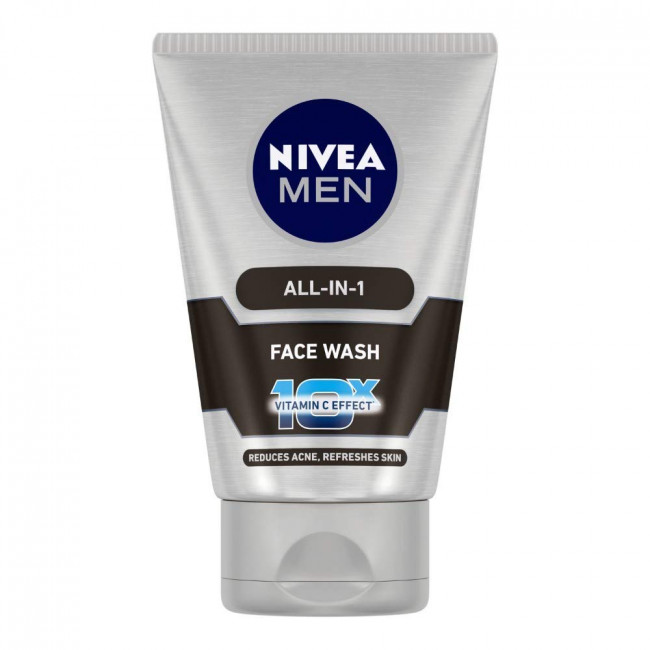 NIVEA
MEN
ALL-IN-1
FACE WASH
10X
VITAMIN C EFFECT*
REDUCES ACNE, REFRESHES SKIN